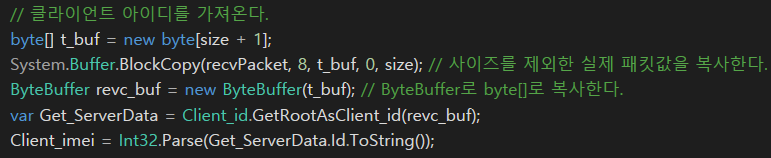 // 클라이언트 아이디를 가져온다.
byte[] t_buf = new byte[size + 1];
System.Buffer.BlockCopy(recvPacket, 8, t_buf, 0, size); // 사이즈를 제외한 실제 패킷값을 복사한다.
ByteBuffer revc_buf = new ByteBuffer(t_buf); // ByteBuffer로 byte[]로 복사한다.
var Get_ServerData = Client_id.GetRootAsClient_id(revc_buf);
Client_imei = Int32.Parse(Get_ServerData.Id.ToString());